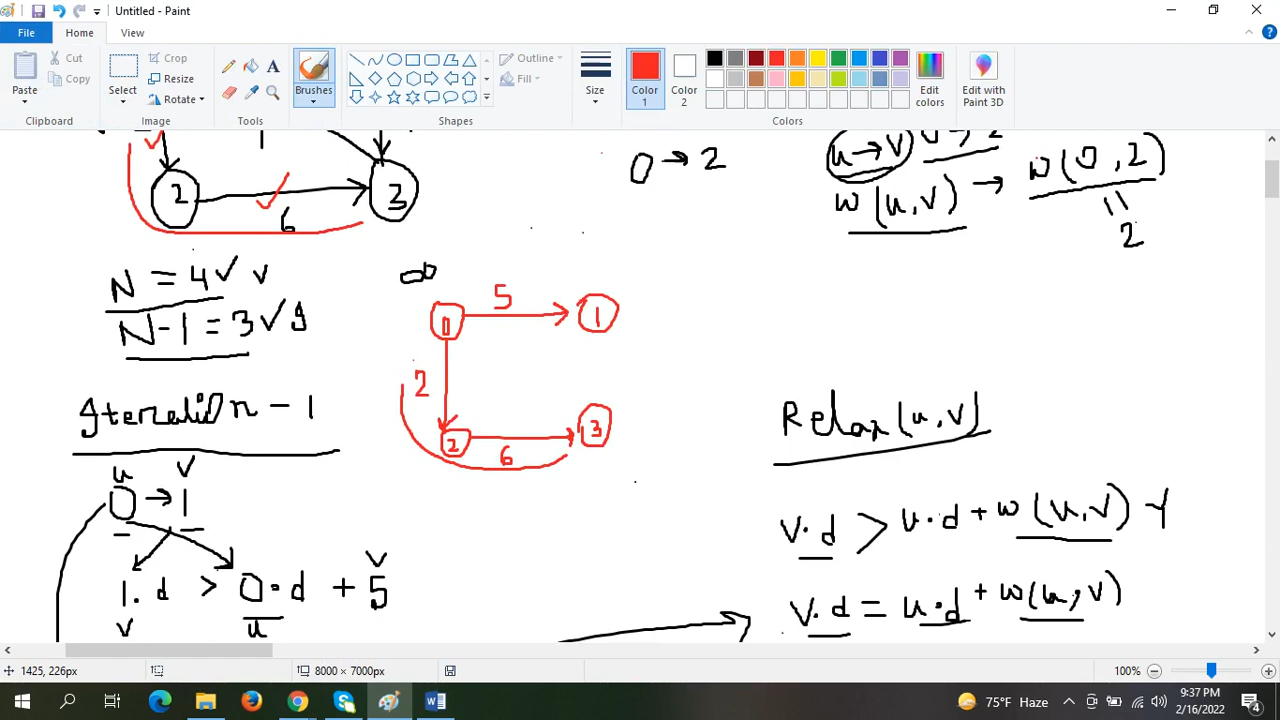 Untitled - Paint
File Home View
Paste
Cut
Copy
Clipboard
Select
Crop
Resize
Rotate
Image
A
Tools
Brushes
Outline
Fill
Shapes
Size
Color 1
Color 2
Edit colors
Edit with Paint 3D
Colors
1
2 3
6
0 → 2
u → v
w(u,v) → w(0,2)
11
2
N = 4 ✓ v
N-1 = 3 ✓
∞
0 5 1
2
2 6 3
Iteration - 1
u v
0 → 1
1.d > 0.d + 5
v u
v
Relax(u,v)
v.d > u.d + w(u,v)
v.d = u.d + w(u,v)
1425, 226px
8000 × 7000px
100%
75°F Haze
9:37 PM
2/16/2022
4